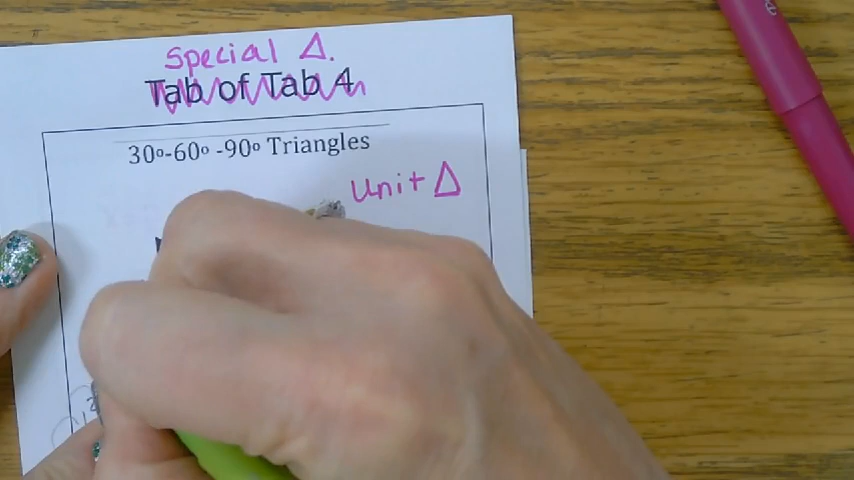 Special Δ.
Tab of Tab 4
30°-60° -90° Triangles
Unit Δ